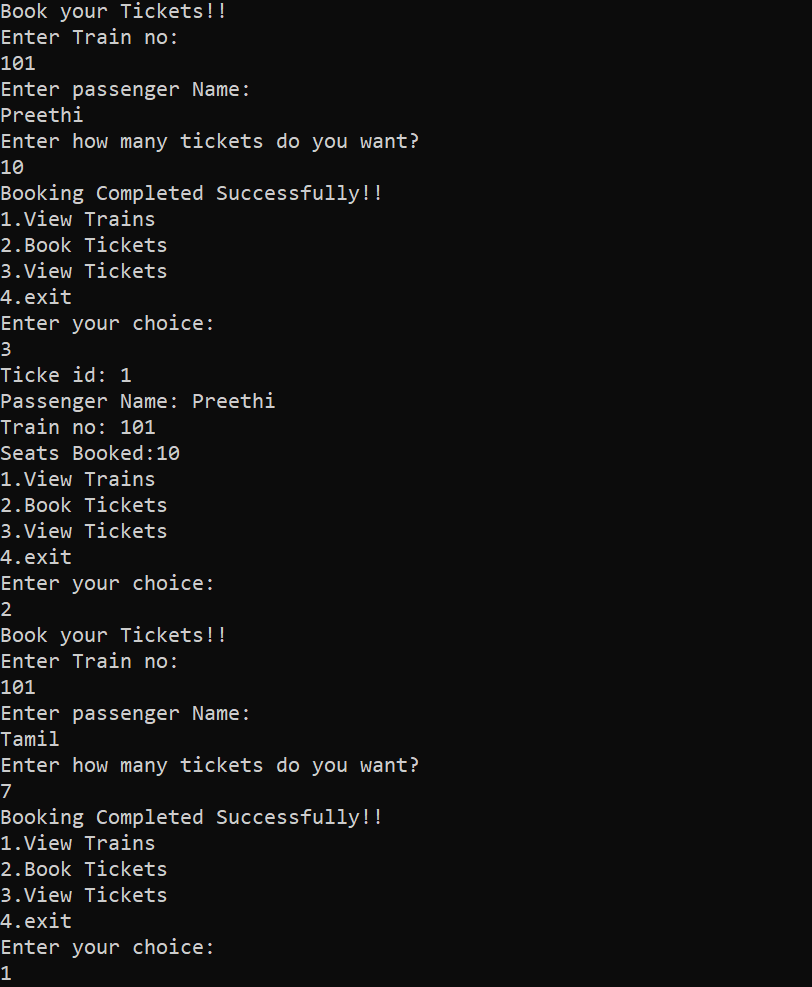 Book your Tickets!!
Enter Train no:
101
Enter passenger Name:
Preethi
Enter how many tickets do you want?
10
Booking Completed Successfully!!
1.View Trains
2.Book Tickets
3.View Tickets
4.exit
Enter your choice:
3
Ticke id: 1
Passenger Name: Preethi
Train no: 101
Seats Booked:10
1.View Trains
2.Book Tickets
3.View Tickets
4.exit
Enter your choice:
2
Book your Tickets!!
Enter Train no:
101
Enter passenger Name:
Tamil
Enter how many tickets do you want?
7
Booking Completed Successfully!!
1.View Trains
2.Book Tickets
3.View Tickets
4.exit
Enter your choice:
1